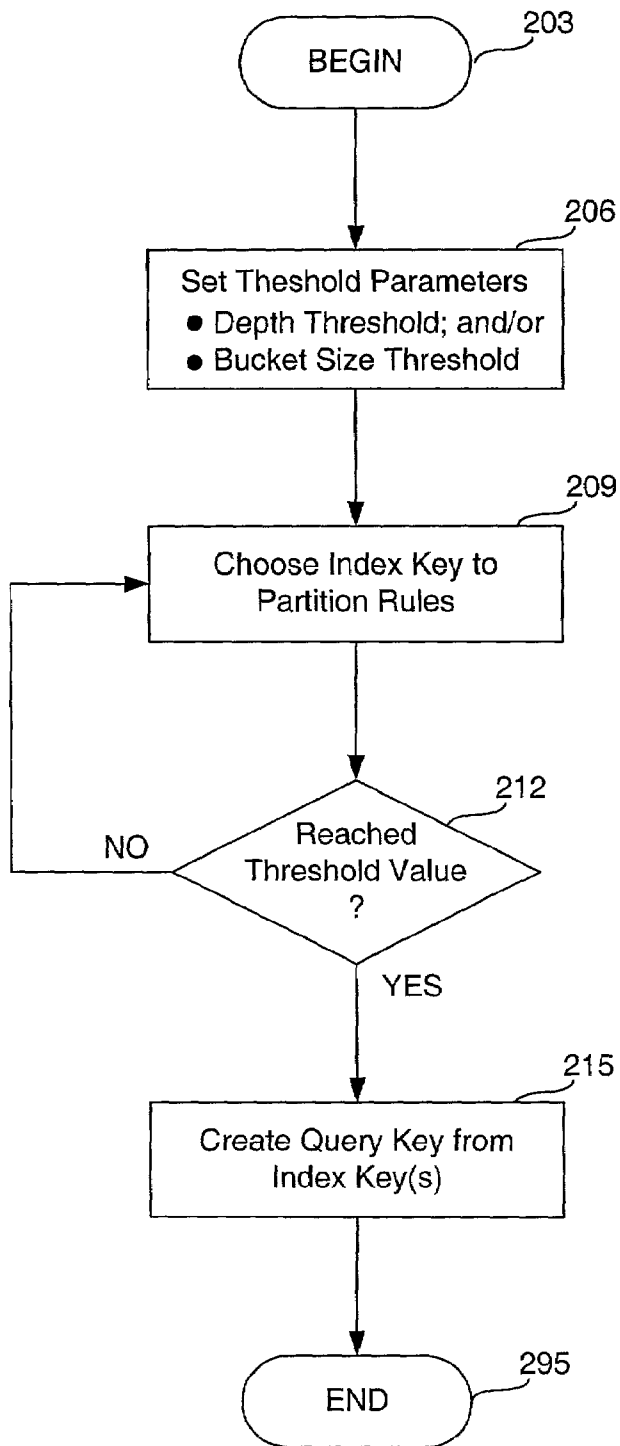 203
BEGIN
206
Set Theshold Parameters
● Depth Threshold; and/or
● Bucket Size Threshold
209
Choose Index Key to
Partition Rules
212
Reached
Threshold Value
?
NO
YES
215
Create Query Key from
Index Key(s)
295
END